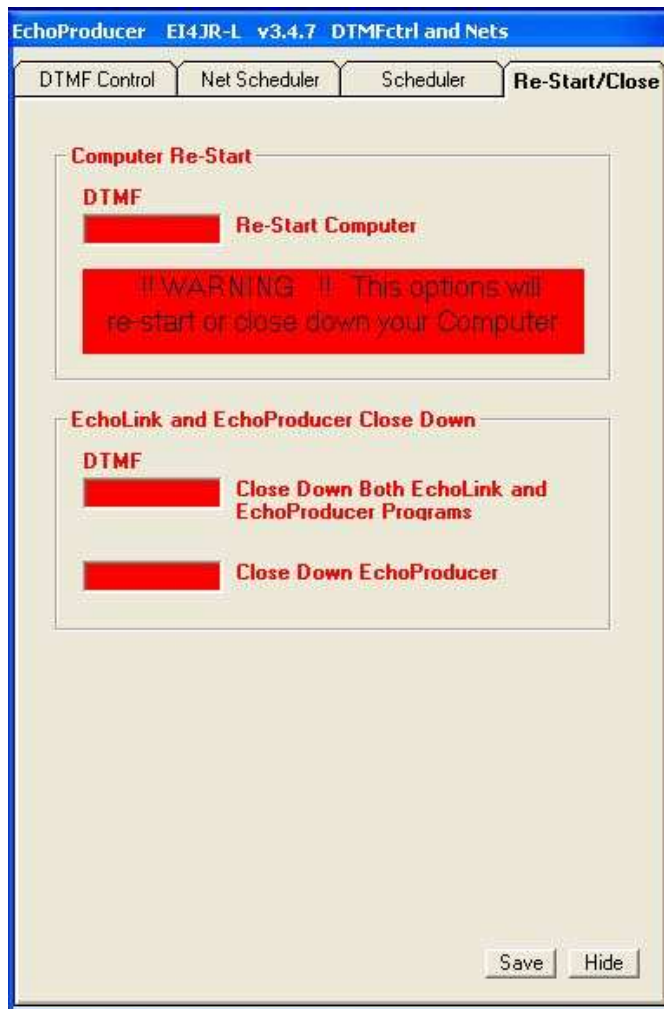 EchoProducer EI4JR-L v3.4.7 DTMFctrl and Nets
DTMF Control Net Scheduler Scheduler Re-Start/Close
Computer Re-Start
DTMF
Re-Start Computer
!! WARNING !! This options will
re-start or close down your Computer
EchoLink and EchoProducer Close Down
DTMF
Close Down Both EchoLink and
EchoProducer Programs
Close Down EchoProducer
Save Hide